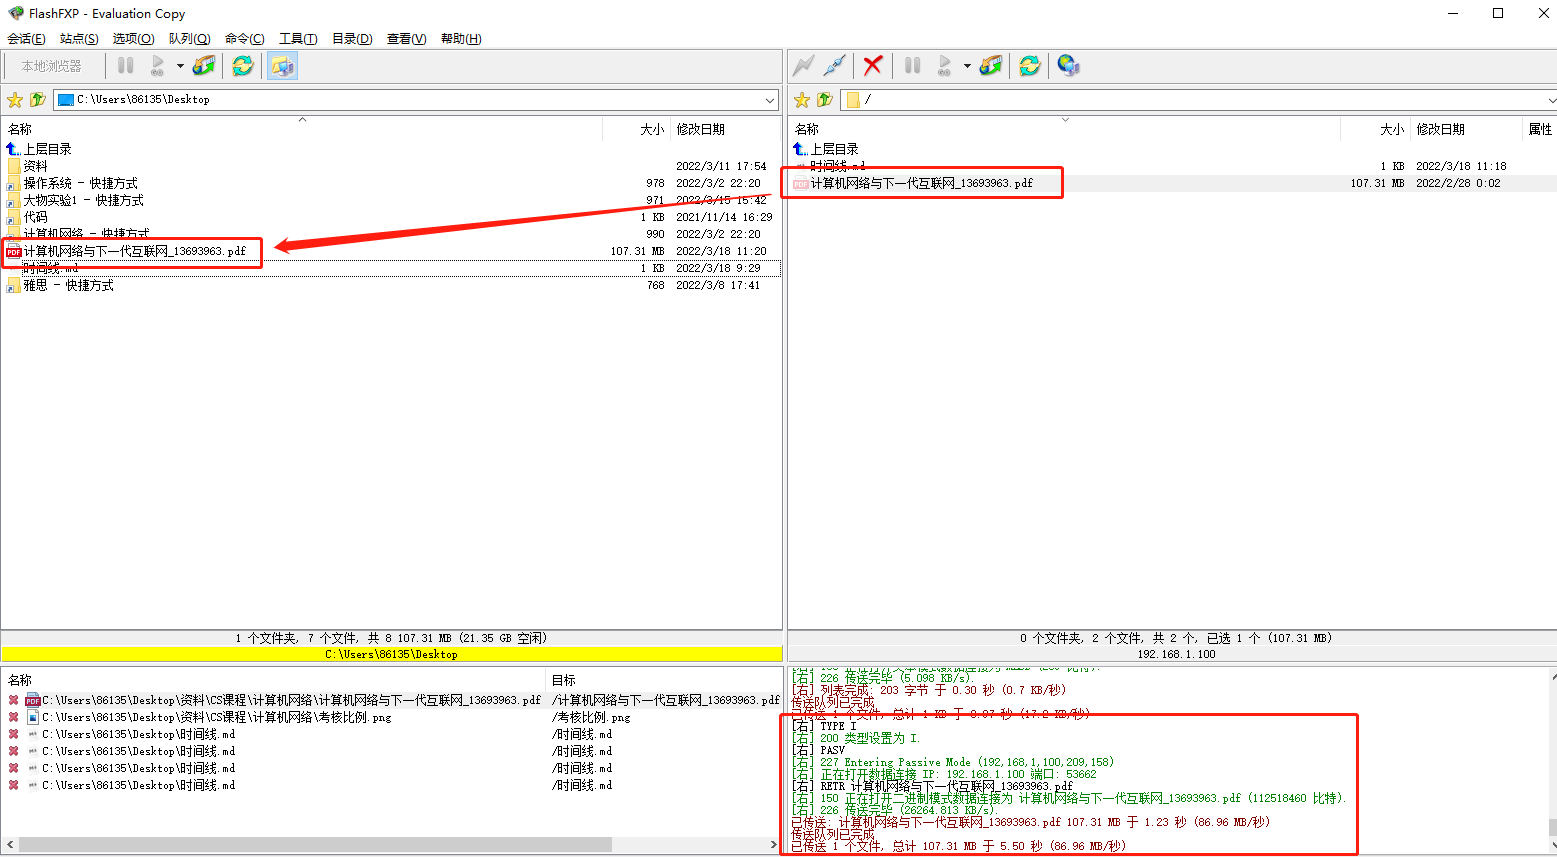 FlashFXP - Evaluation Copy
会话(E) 站点(S) 选项(O) 队列(Q) 命令(C) 工具(T) 目录(D) 查看(V) 帮助(H)
本地浏览器
C:\Users\86135\Desktop
名称 大小 修改日期
上层目录
资料 2022/3/11 17:54
操作系统 - 快捷方式 978 2022/3/2 22:20
大物实验1 - 快捷方式 971 2022/3/15 15:42
代码 1 KB 2021/11/14 16:29
计算机网络 - 快捷方式 990 2022/3/2 22:20
计算机网络与下一代互联网_13693963.pdf 107.31 MB 2022/3/18 11:20
时间线.md 1 KB 2022/3/18 9:29
雅思 - 快捷方式 768 2022/3/8 17:41
1 个文件夹, 7 个文件, 共 8 107.31 MB (21.35 GB 空闲)
C:\Users\86135\Desktop
/
名称 大小 修改日期 属性
上层目录
时间线.md 1 KB 2022/3/18 11:18
计算机网络与下一代互联网_13693963.pdf 107.31 MB 2022/2/28 0:02
0 个文件夹, 2 个文件, 共 2 个, 已选 1 个 (107.31 MB)
192.168.1.100
名称 目标
C:\Users\86135\Desktop\资料\CS课程\计算机网络\计算机网络与下一代互联网_13693963.pdf /计算机网络与下一代互联网_13693963.pdf
C:\Users\86135\Desktop\资料\CS课程\计算机网络\考核比例.png /考核比例.png
C:\Users\86135\Desktop\时间线.md /时间线.md
C:\Users\86135\Desktop\时间线.md /时间线.md
C:\Users\86135\Desktop\时间线.md /时间线.md
C:\Users\86135\Desktop\时间线.md /时间线.md
[右] 226 传送完毕 (5.098 KB/s).
[右] 列表完成: 203 字节 于 0.30 秒 (0.7 KB/秒)
传送队列已完成
已传送 1 个文件, 总计 1 KB 于 0.07 秒 (17.2 KB/秒)
[右] TYPE I
[右] 200 类型设置为 I.
[右] PASV
[右] 227 Entering Passive Mode (192,168,1,100,209,158)
[右] 正在打开数据连接 IP: 192.168.1.100 端口: 53662
[右] RETR 计算机网络与下一代互联网_13693963.pdf
[右] 150 正在打开二进制模式数据连接为 计算机网络与下一代互联网_13693963.pdf (112518460 比特).
[右] 226 传送完毕 (26264.813 KB/s).
已传送: 计算机网络与下一代互联网_13693963.pdf 107.31 MB 于 1.23 秒 (86.96 MB/秒)
传送队列已完成
已传送 1 个文件, 总计 107.31 MB 于 5.50 秒 (86.96 MB/秒)